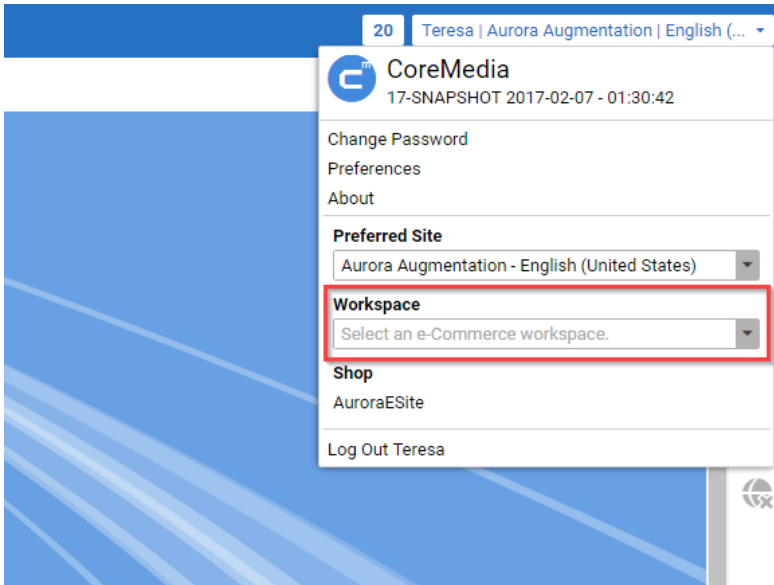 20 Teresa | Aurora Augmentation | English (...
CoreMedia
17-SNAPSHOT 2017-02-07 - 01:30:42
Change Password
Preferences
About
Preferred Site
Aurora Augmentation - English (United States)
Workspace
Select an e-Commerce workspace.
Shop
AuroraESite
Log Out Teresa